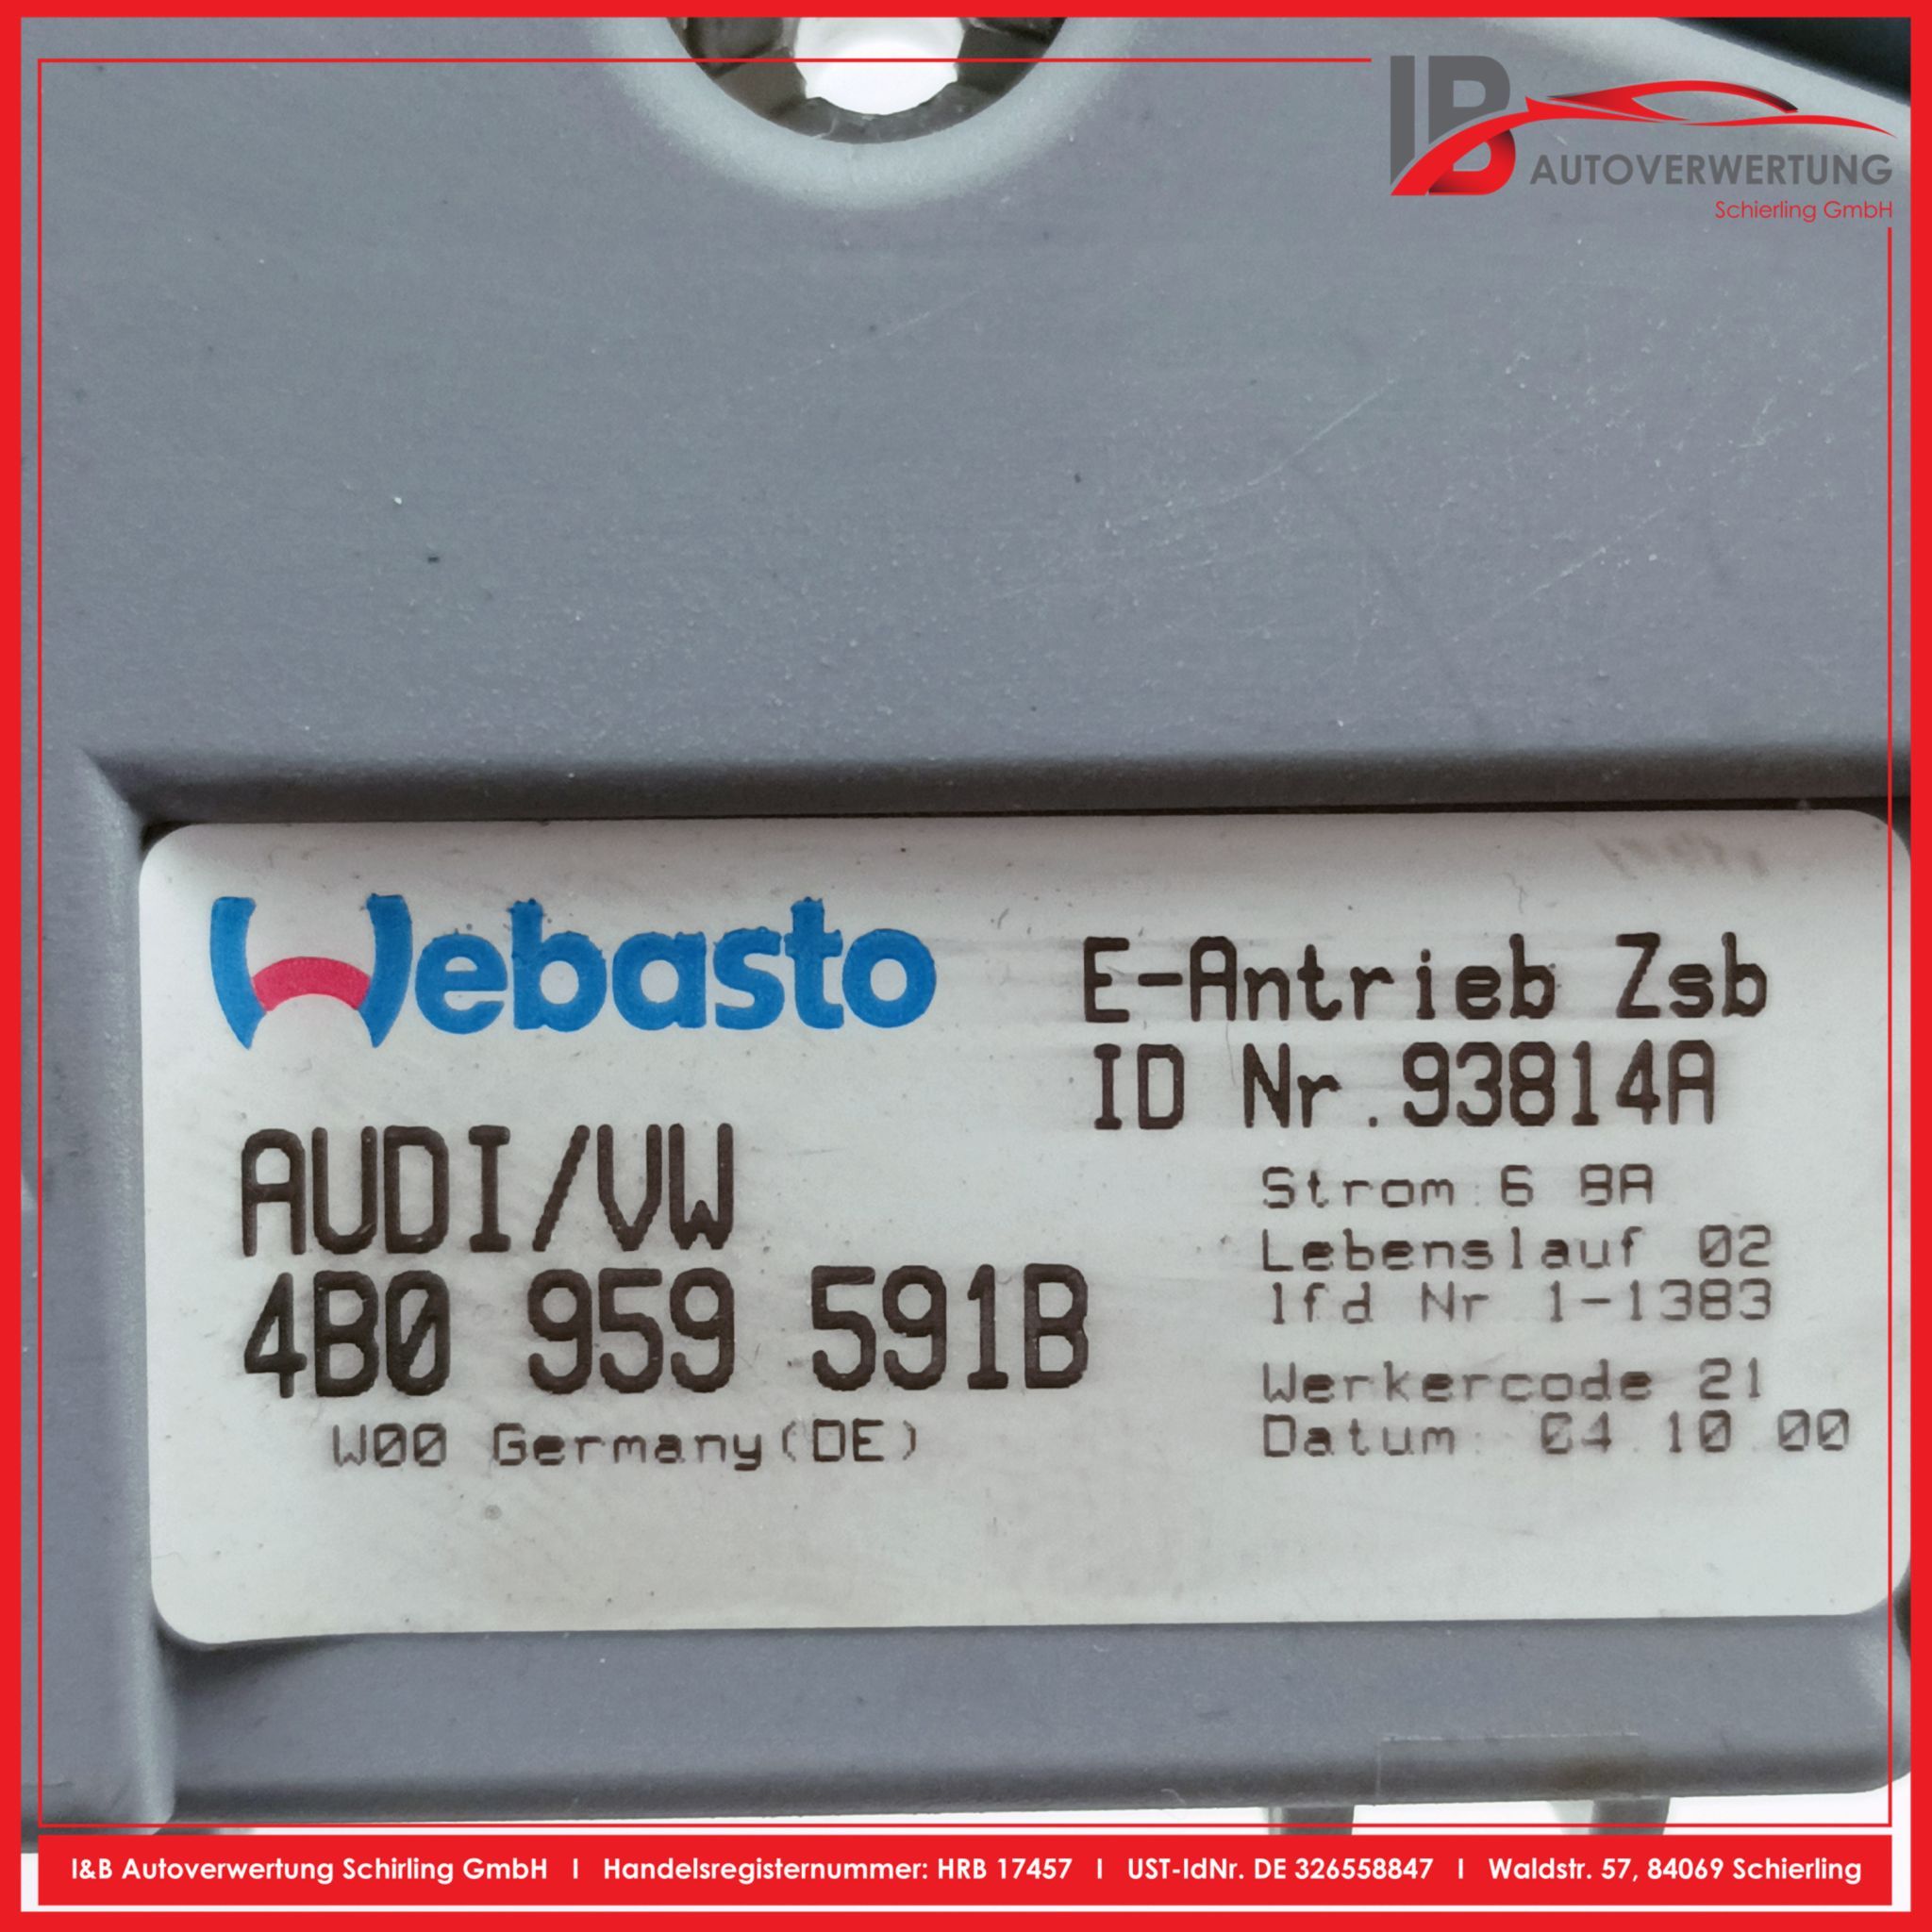 IB
AUTOVERWERTUNG
Schierling GmbH
Webasto
E-Antrieb Zsb
ID Nr.93814A
AUDI/VW
4B0 959 591B
W00 Germany(DE)
Strom:6 8A
Lebenslauf 02
lfd Nr 1-1383
Werkercode 21
Datum: 04.10.00
I&B Autoverwertung Schirling GmbH I Handelsregisternummer: HRB 17457 I UST-IdNr. DE 326558847 I Waldstr. 57, 84069 Schierling